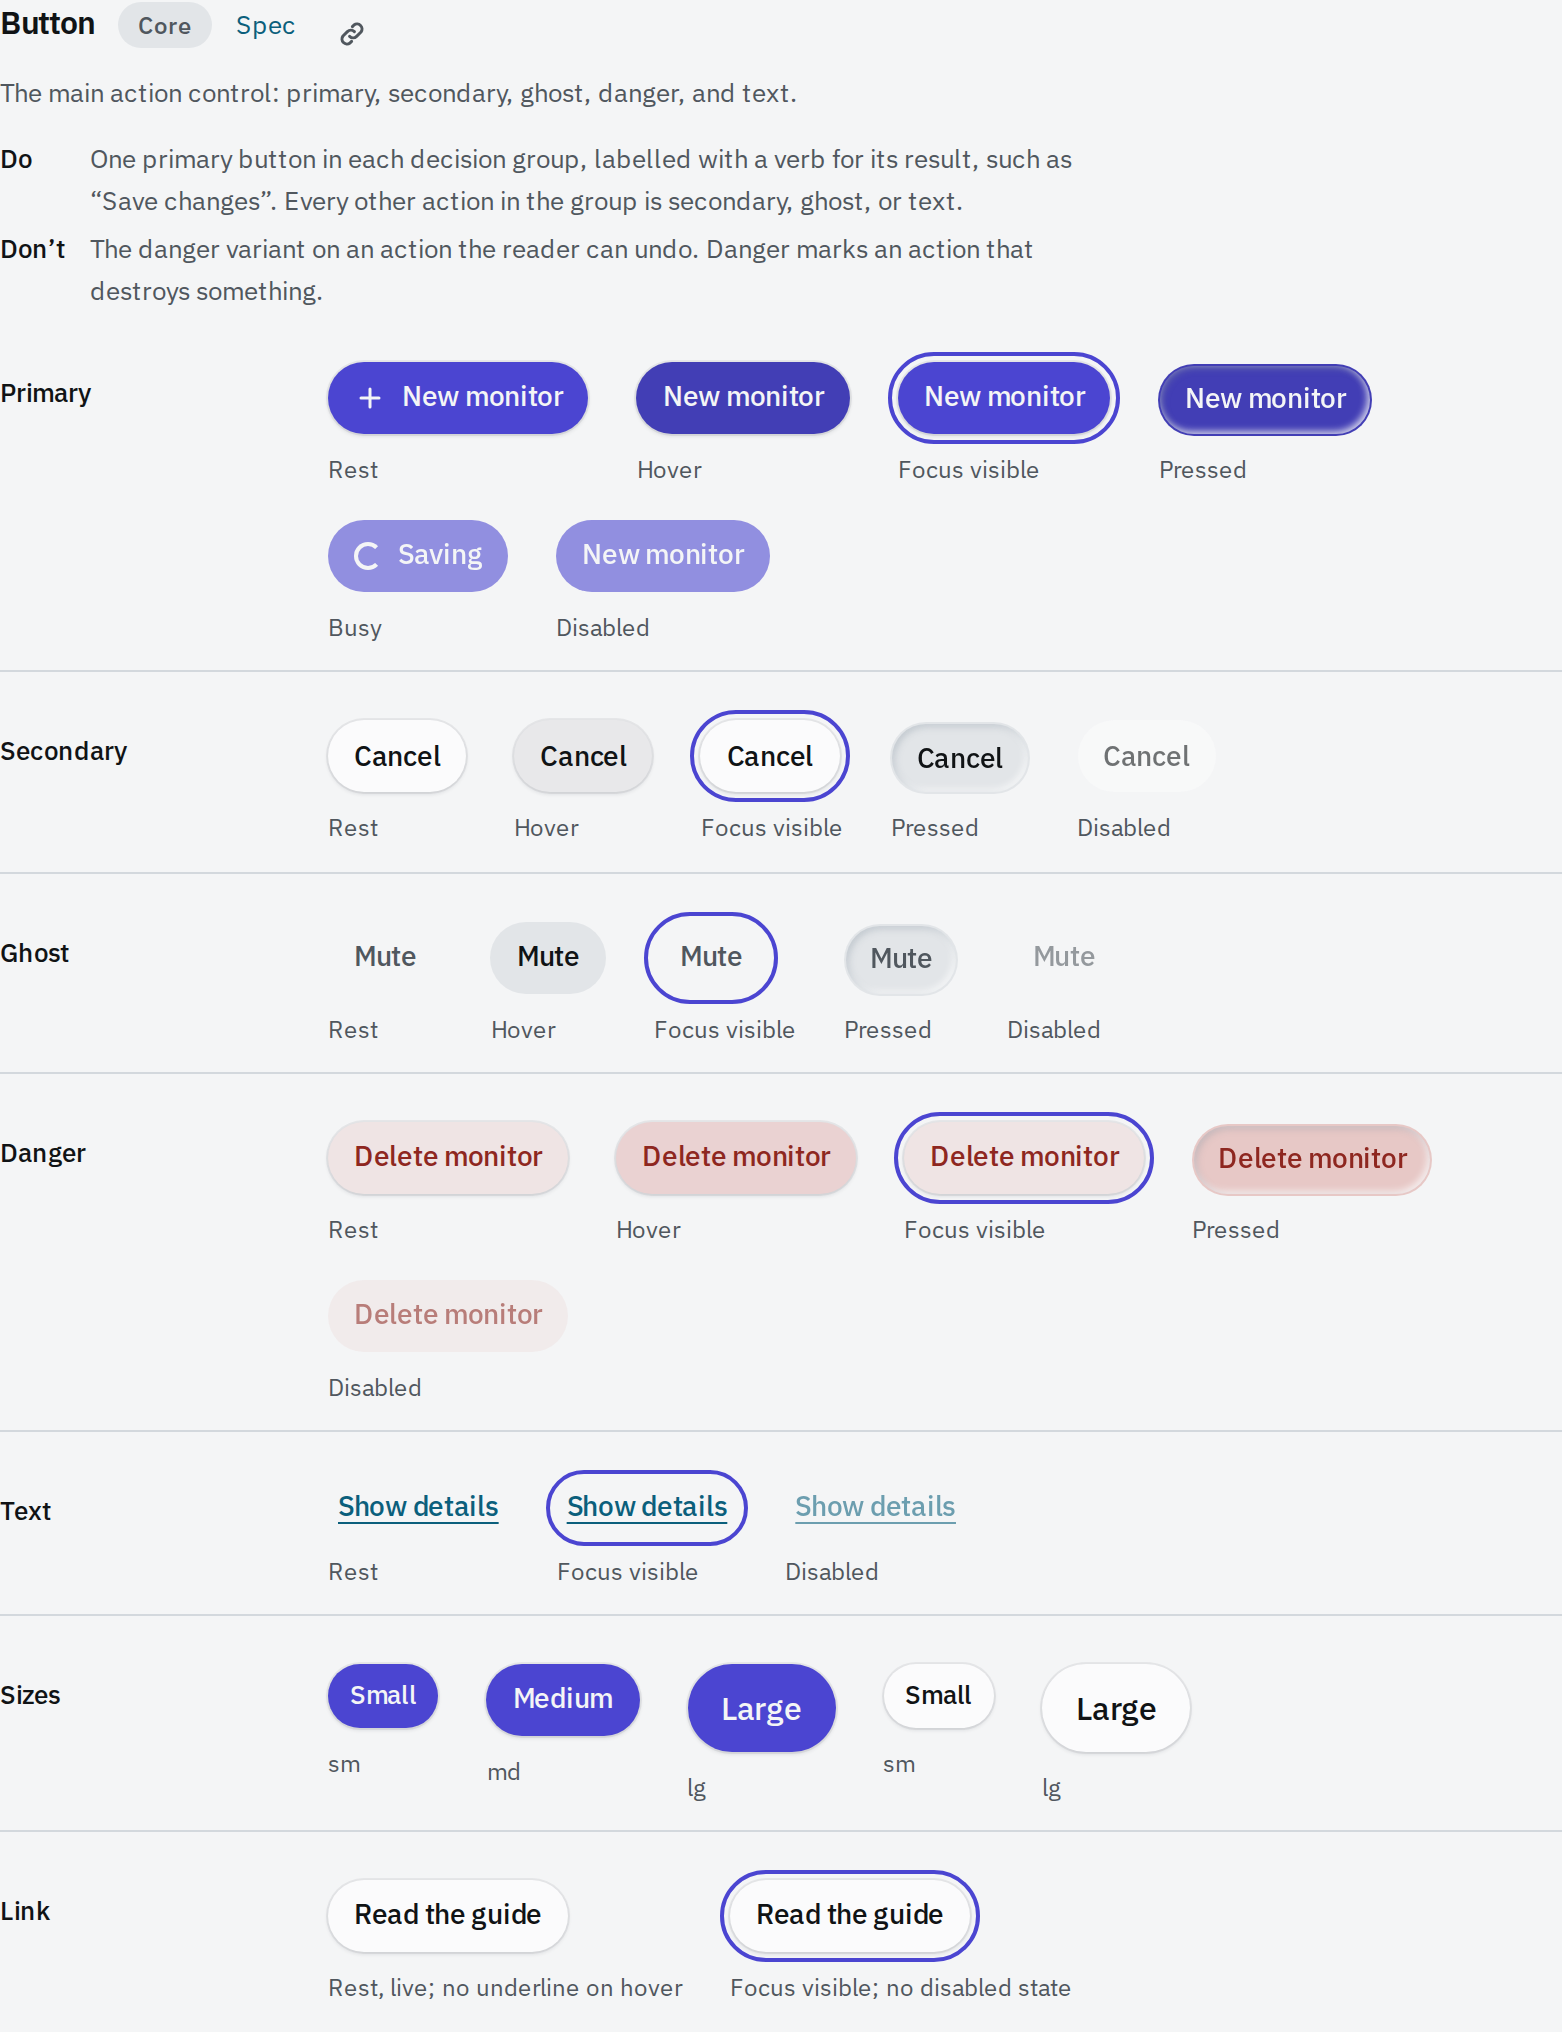 Button Core Spec
The main action control: primary, secondary, ghost, danger, and text.
Do One primary button in each decision group, labelled with a verb for its result, such as
“Save changes”. Every other action in the group is secondary, ghost, or text.
Don’t The danger variant on an action the reader can undo. Danger marks an action that
destroys something.
Primary New monitor New monitor New monitor New monitor
Rest Hover Focus visible Pressed
Saving New monitor
Busy Disabled
Secondary Cancel Cancel Cancel Cancel Cancel
Rest Hover Focus visible Pressed Disabled
Ghost Mute Mute Mute Mute Mute
Rest Hover Focus visible Pressed Disabled
Danger Delete monitor Delete monitor Delete monitor Delete monitor
Rest Hover Focus visible Pressed
Delete monitor
Disabled
Text Show details Show details Show details
Rest Focus visible Disabled
Sizes Small Medium Large Small Large
sm md lg sm lg
Link Read the guide Read the guide
Rest, live; no underline on hover Focus visible; no disabled state